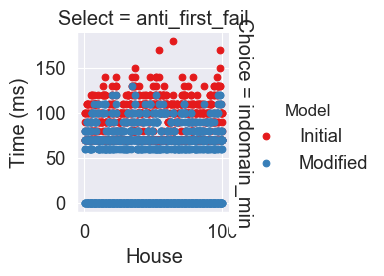 Select = anti_first_fail
Choice = indomain_min
Time (ms)
150
100
50
0
0
100
House
Model
Initial
Modified